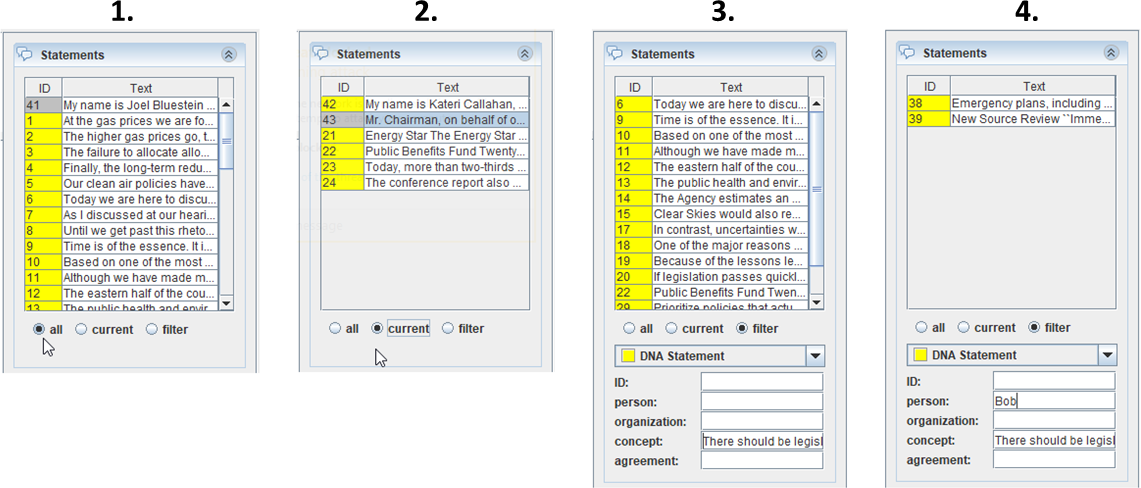 1.
Statements
ID Text
41 My name is Joel Bluestein ...
1 At the gas prices we are fo...
2 The higher gas prices go, t...
3 The failure to allocate allo...
4 Finally, the long-term redu...
5 Our clean air policies have...
6 Today we are here to discu...
7 As I discussed at our heari...
8 Until we get past this rheto...
9 Time is of the essence. It i...
10 Based on one of the most ...
11 Although we have made m...
12 The eastern half of the cou...
13 The public health and envir...
all current filter
2.
Statements
ID Text
42 My name is Kateri Callahan, ...
43 Mr. Chairman, on behalf of o...
21 Energy Star The Energy Star ...
22 Public Benefits Fund Twenty...
23 Today, more than two-thirds ...
24 The conference report also ...
all current filter
3.
Statements
ID Text
6 Today we are here to discu...
9 Time is of the essence. It i...
10 Based on one of the most ...
11 Although we have made m...
12 The eastern half of the cou...
13 The public health and envir...
14 The Agency estimates an ...
15 Clear Skies would also re...
17 In contrast, uncertainties w...
18 One of the major reasons ...
19 Because of the lessons le...
20 If legislation passes quickl...
22 Public Benefits Fund Twen...
29 Prioritize policies that actu...
all current filter
DNA Statement
ID:
person:
organization:
concept: There should be legisl
agreement:
4.
Statements
ID Text
38 Emergency plans, including ...
39 New Source Review ``Imme...
all current filter
DNA Statement
ID:
person: Bob
organization:
concept: There should be legisl
agreement: